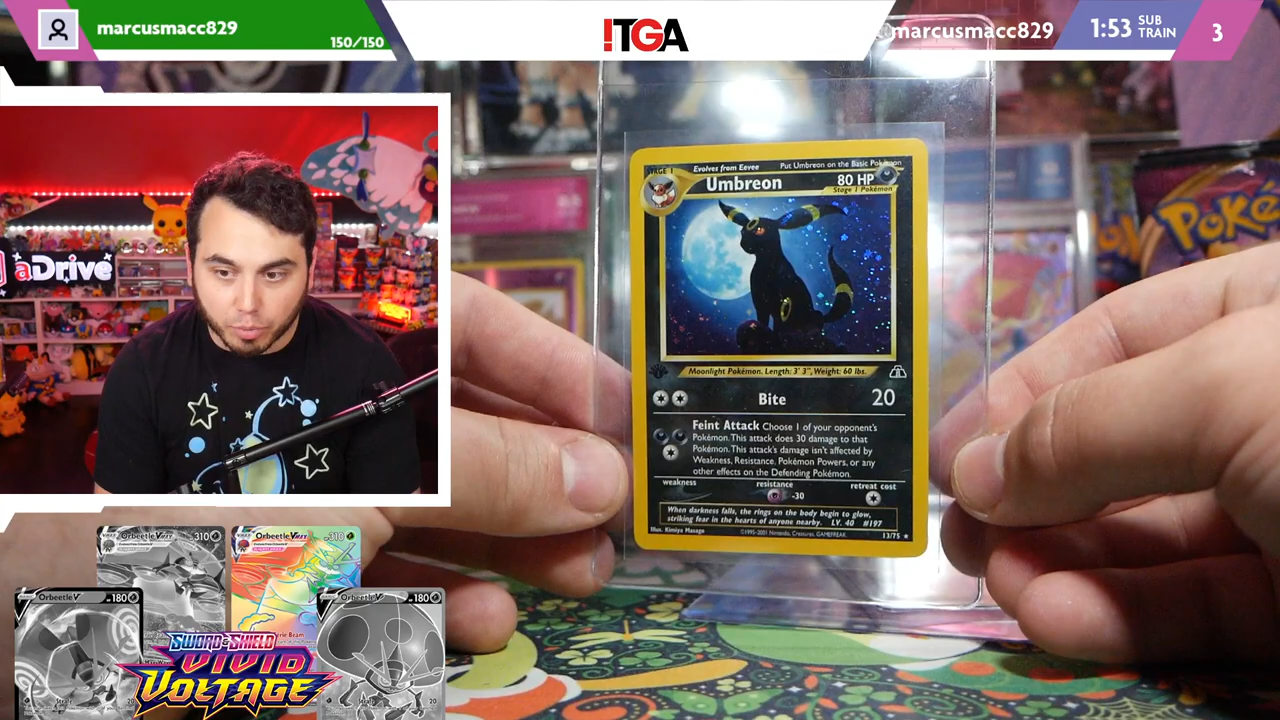 marcusmacc829
150/150
!TGA
marcusmacc829
1:53
SUB
TRAIN
3
aDrive
Poké
STAGE 1
Evolves from Eevee
Put Umbreon on the Basic Pokémon
Umbreon
80 HP
Stage 1 Pokémon
Moonlight Pokémon. Length: 3' 3", Weight: 60 lbs.
Bite 20
Feint Attack Choose 1 of your opponent's
Pokémon. This attack does 30 damage to that
Pokémon. This attack's damage isn't affected by
Weakness, Resistance, Pokémon Powers, or any
other effects on the Defending Pokémon.
weakness resistance retreat cost
-30
When darkness falls, the rings on the body begin to glow,
striking fear in the hearts of anyone nearby. LV. 40 #197
Illus. Kimiya Masago
©1995-2001 Nintendo, Creatures, GAMEFREAK.
13/75
Orbeetle VMAX
310
Orbeetle VMAX
310
Orbeetle V
180
Orbeetle V
180
SWORD & SHIELD
VIVID
VOLTAGE